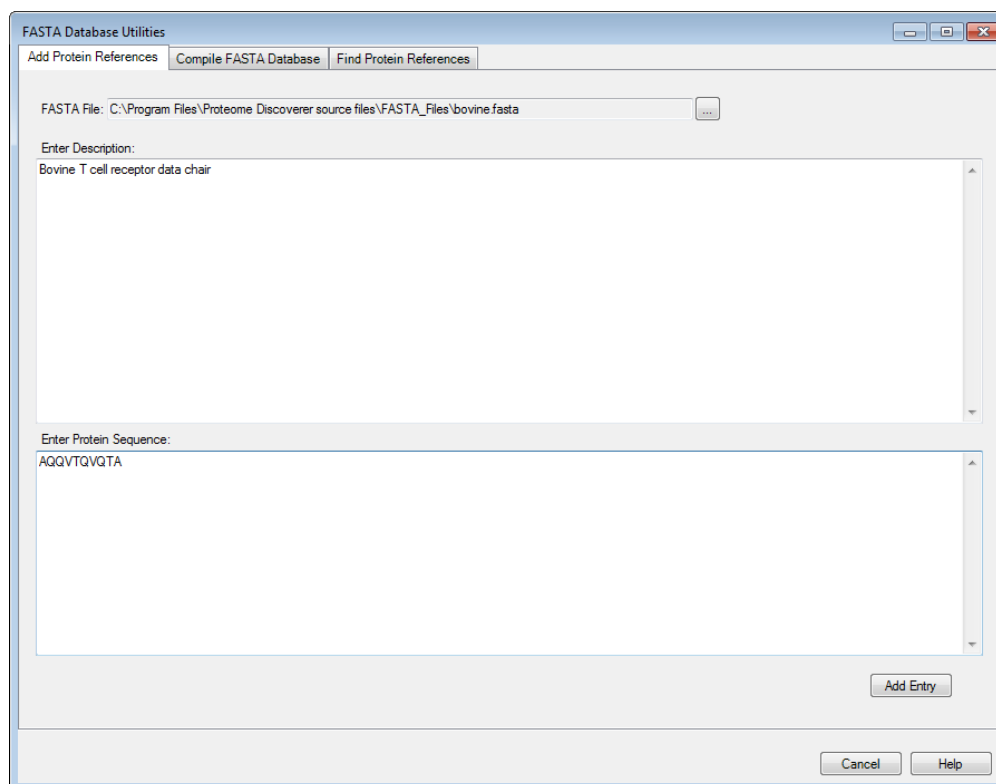 FASTA Database Utilities
Add Protein References Compile FASTA Database Find Protein References
FASTA File: C:\Program Files\Proteome Discoverer source files\FASTA_Files\bovine.fasta ...
Enter Description:
Bovine T cell receptor data chair
Enter Protein Sequence:
AQQVTQVQTA
Add Entry
Cancel Help